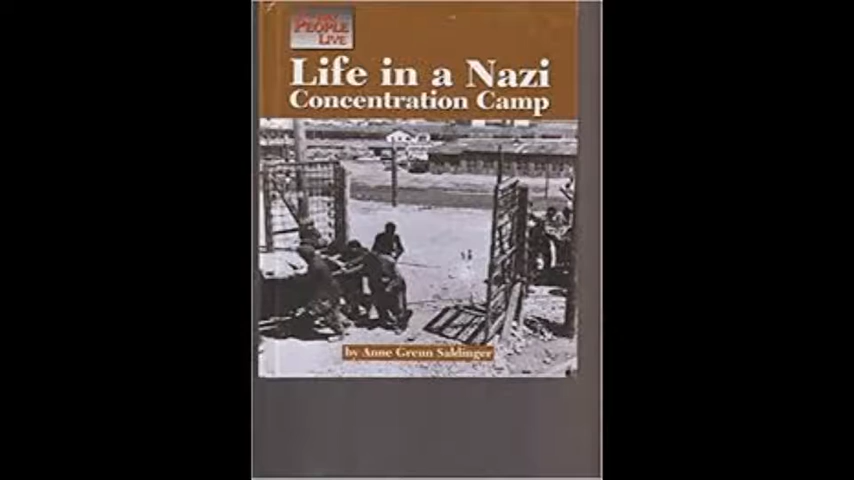 PEOPLE
LIVE
Life in a Nazi
Concentration Camp
by Anne Grenn Saldinger